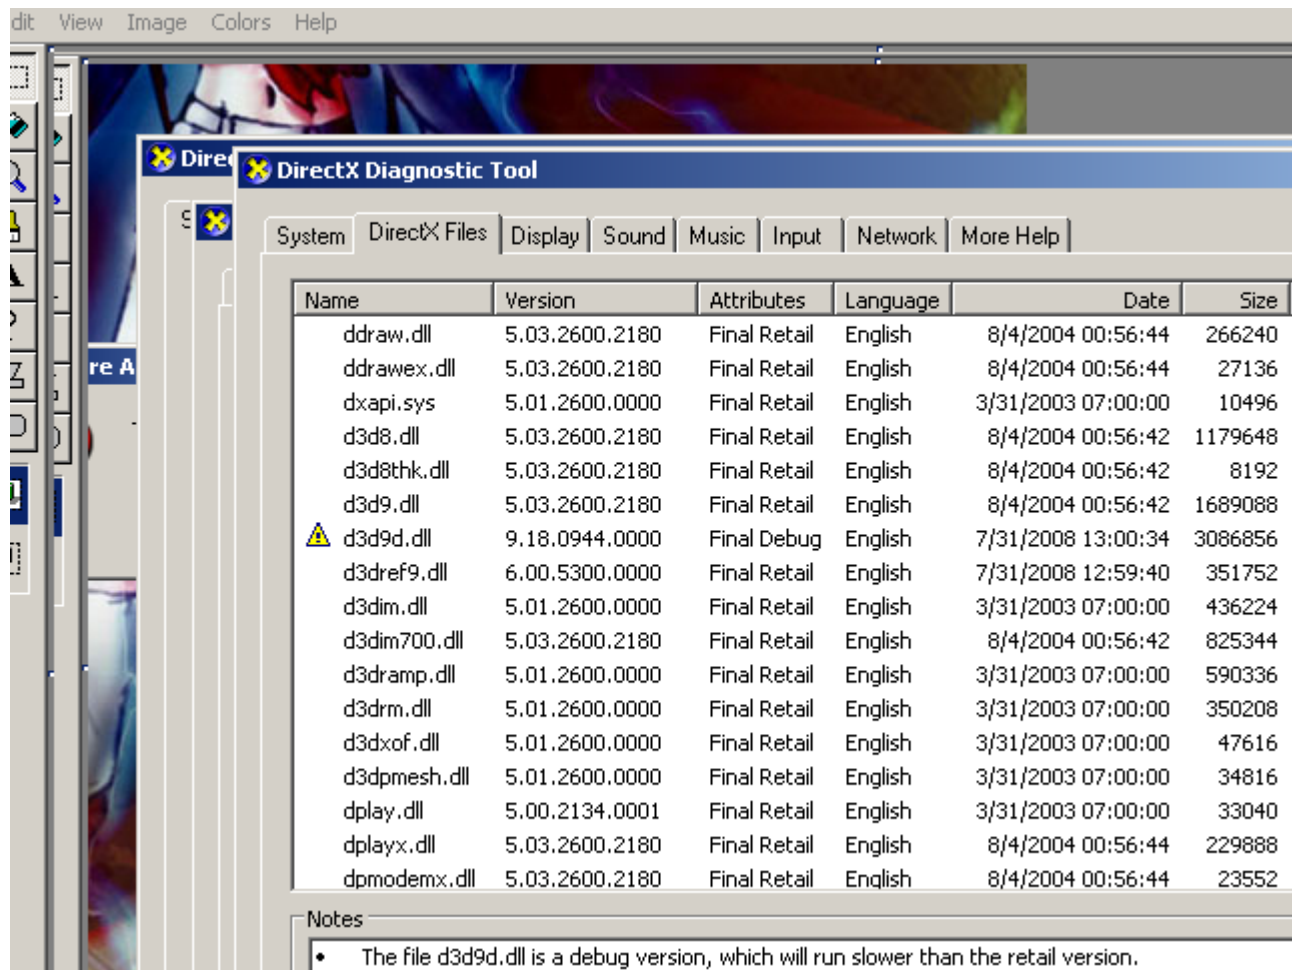 dit View Image Colors Help
Direc
DirectX Diagnostic Tool
S
System DirectX Files Display Sound Music Input Network More Help
Name Version Attributes Language Date Size
ddraw.dll 5.03.2600.2180 Final Retail English 8/4/2004 00:56:44 266240
ddrawex.dll 5.03.2600.2180 Final Retail English 8/4/2004 00:56:44 27136
re A
dxapi.sys 5.01.2600.0000 Final Retail English 3/31/2003 07:00:00 10496
d3d8.dll 5.03.2600.2180 Final Retail English 8/4/2004 00:56:42 1179648
d3d8thk.dll 5.03.2600.2180 Final Retail English 8/4/2004 00:56:42 8192
d3d9.dll 5.03.2600.2180 Final Retail English 8/4/2004 00:56:42 1689088
d3d9d.dll 9.18.0944.0000 Final Debug English 7/31/2008 13:00:34 3086856
d3dref9.dll 6.00.5300.0000 Final Retail English 7/31/2008 12:59:40 351752
d3dim.dll 5.01.2600.0000 Final Retail English 3/31/2003 07:00:00 436224
d3dim700.dll 5.03.2600.2180 Final Retail English 8/4/2004 00:56:42 825344
d3dramp.dll 5.01.2600.0000 Final Retail English 3/31/2003 07:00:00 590336
d3drm.dll 5.01.2600.0000 Final Retail English 3/31/2003 07:00:00 350208
d3dxof.dll 5.01.2600.0000 Final Retail English 3/31/2003 07:00:00 47616
d3dpmesh.dll 5.01.2600.0000 Final Retail English 3/31/2003 07:00:00 34816
dplay.dll 5.00.2134.0001 Final Retail English 3/31/2003 07:00:00 33040
dplayx.dll 5.03.2600.2180 Final Retail English 8/4/2004 00:56:44 229888
dpmodemx.dll 5.03.2600.2180 Final Retail English 8/4/2004 00:56:44 23552
Notes
• The file d3d9d.dll is a debug version, which will run slower than the retail version.